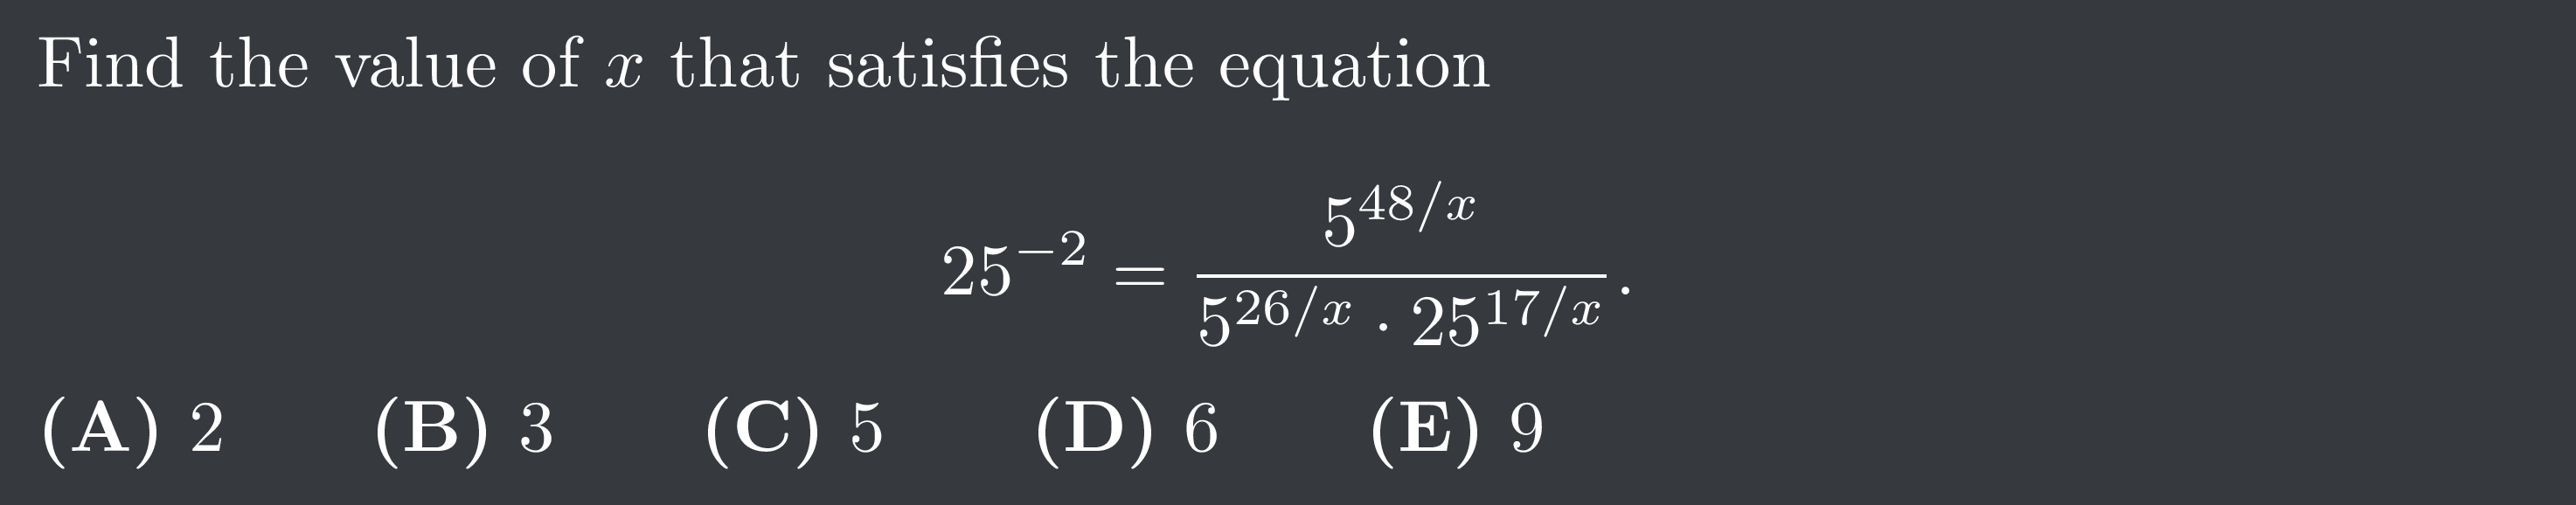 Find the value of $x$ that satisfies the equation
$$25^{-2} = \frac{5^{48/x}}{5^{26/x} \cdot 25^{17/x}}.$$
(A) 2 (B) 3 (C) 5 (D) 6 (E) 9